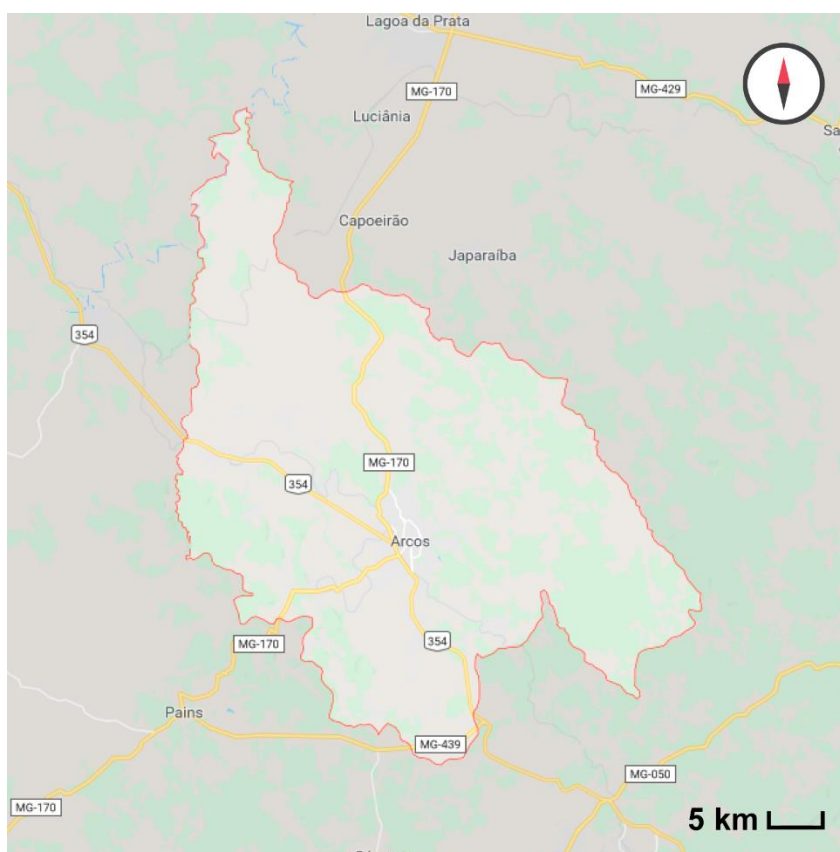 Lagoa da Prata
MG-170
MG-429
Luciânia
Sa
Capoeirão
Japaraíba
354
MG-170
354
Arcos
354
MG-170
Pains
MG-439
MG-050
MG-170
5 km